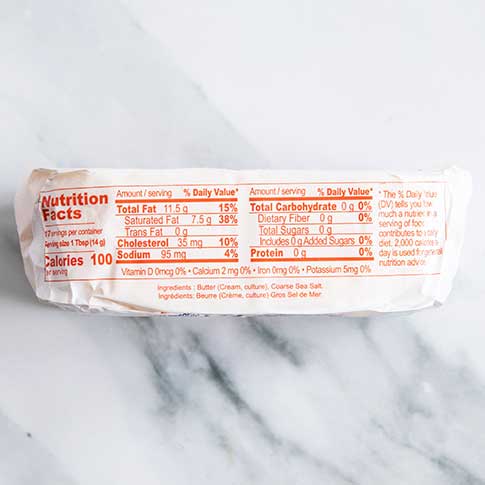 Nutrition
Facts
17 servings per container
Serving size 1 Tbsp (14 g)
Calories 100
per serving
Amount / serving % Daily Value*
Total Fat 11.5 g 15%
Saturated Fat 7.5 g 38%
Trans Fat 0 g
Cholesterol 35 mg 10%
Sodium 95 mg 4%
Amount / serving % Daily Value*
Total Carbohydrate 0 g 0%
Dietary Fiber 0 g 0%
Total Sugars 0 g
Includes 0 g Added Sugars 0%
Protein 0 g 0%
Vitamin D 0mcg 0% • Calcium 2 mg 0% • Iron 0mg 0% • Potassium 5mg 0%
Ingredients : Butter (Cream, culture), Coarse Sea Salt.
Ingrédients: Beurre (Crème, culture) Gros Sel de Mer
* The % Daily Value
(DV) tells you how
much a nutrient in a
serving of food
contributes to a daily
diet. 2,000 calories a
day is used for general
nutrition advice.